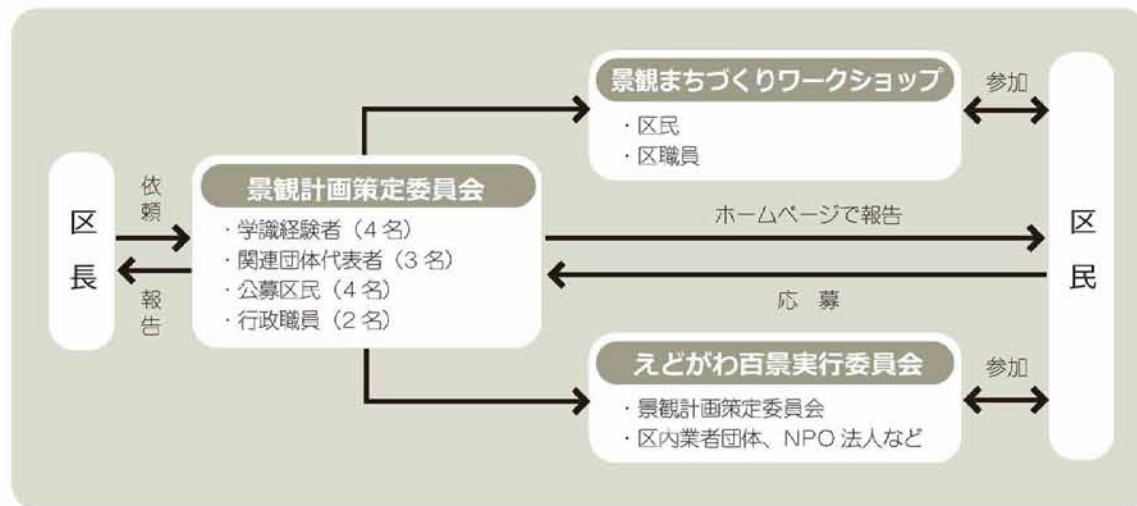 区長
依頼
報告
景観計画策定委員会
・学識経験者（4 名）
・関連団体代表者（3 名）
・公募区民（4 名）
・行政職員（2 名）
景観まちづくりワークショップ
・区民
・区職員
参加
ホームページで報告
応 募
えどがわ百景実行委員会
・景観計画策定委員会
・区内業者団体、NPO 法人など
参加
区民